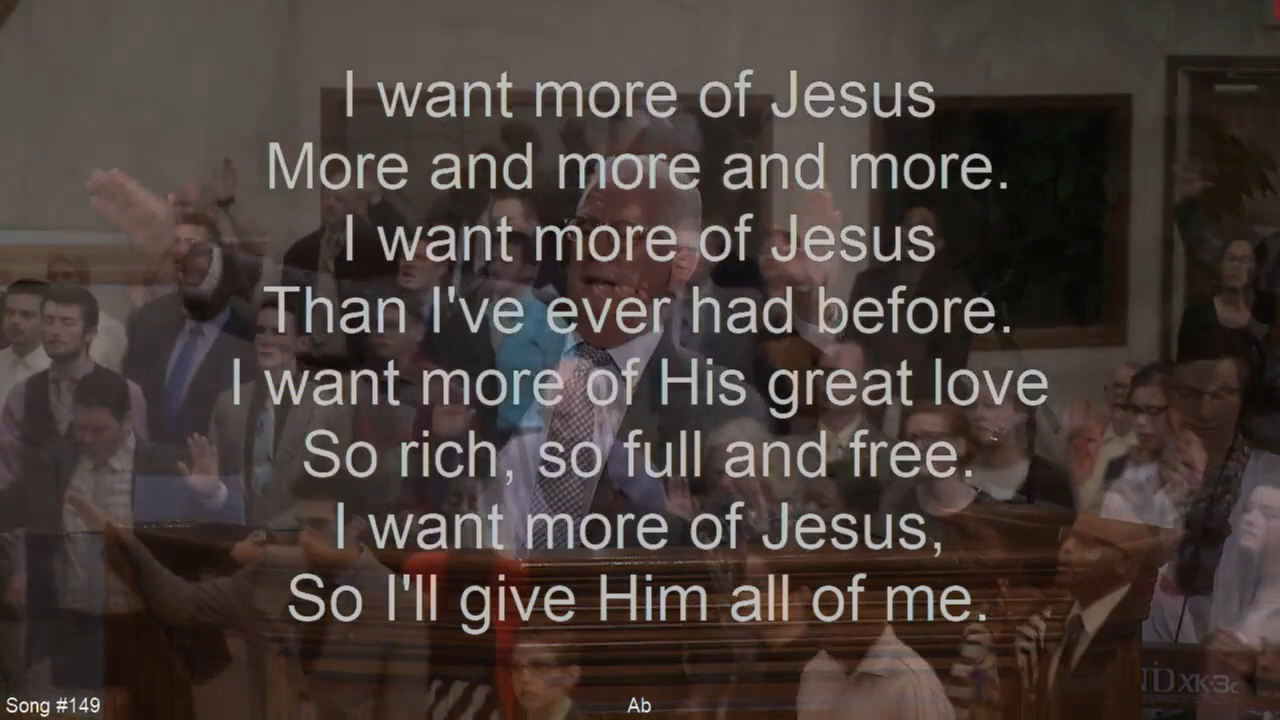 I want more of Jesus
More and more and more.
I want more of Jesus
Than I've ever had before.
I want more of His great love
So rich, so full and free.
I want more of Jesus,
So I'll give Him all of me.
Song #149
Ab
XK-3c